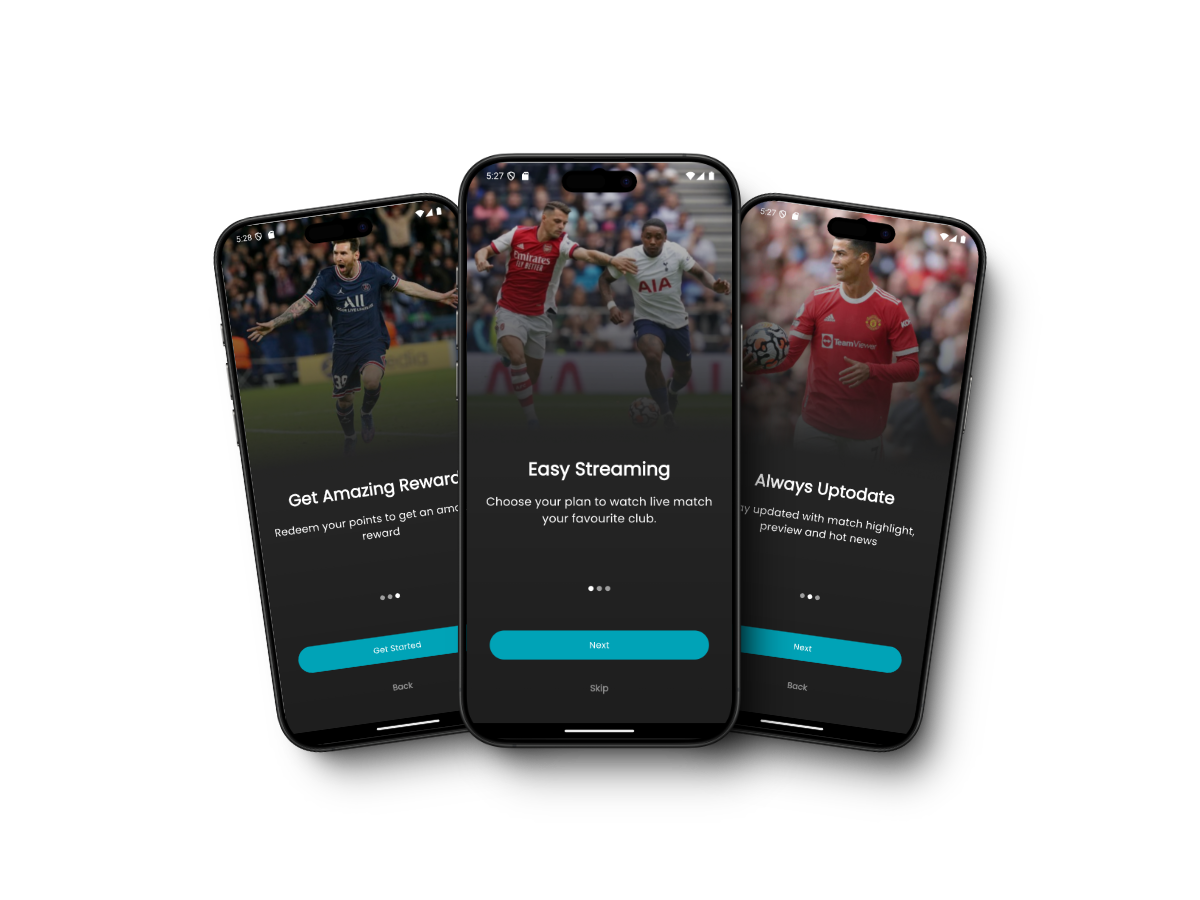 5:28
ALL
39
Get Amazing Reward
Redeem your points to get an
reward
Get Started
Back
5:27
Emirates
FLY BETTER
AIA
Easy Streaming
Choose your plan to watch live match
your favourite club.
Next
Skip
5:27
TeamViewer
Always Uptodate
updated with match highlight,
preview and hot news
Next
Back